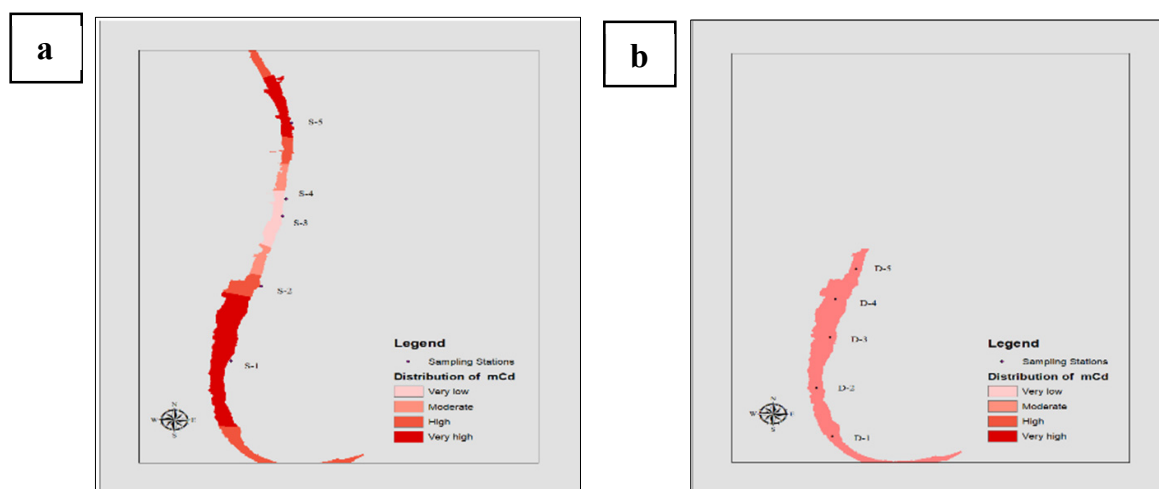 a
S-5
S-4
S-3
S-2
S-1
Legend
Sampling Stations
Distribution of mCd
Very low
Moderate
High
Very high
N
W E
S
b
D-5
D-4
D-3
D-2
D-1
Legend
Sampling Stations
Distribution of mCd
Very low
Moderate
High
Very high
N
W E
S